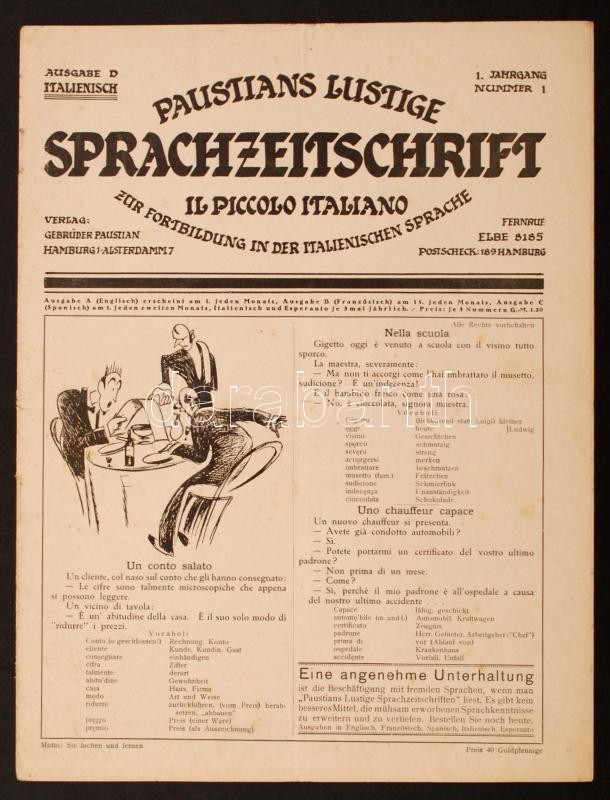 AUSGABE D
ITALIENISCH
1. JAHRGANG
NUMMER 1
PAUSTIANS LUSTIGE
SPRACHZEITSCHRIFT
IL PICCOLO ITALIANO
ZUR FORTBILDUNG IN DER ITALIENISCHEN SPRACHE
VERLAG:
GEBRÜDER PAUSTIAN
HAMBURG 1·ALSTERDAMM 7
FERNRUF
ELBE 8185
POSTSCHECK: 189 HAMBURG
Ausgabe A (Englisch) erscheint am 1. jeden Monats, Ausgabe B (Französisch) am 15. jeden Monats, Ausgabe C
(Spanisch) am 1. jeden zweiten Monats, Italienisch und Esperanto je 3mal jährlich. / Preis: je 3 Nummern G.-M. 1.20
Un conto salato
Un cliente, col naso sul conto che gli hanno consegnato:
— Le cifre sono talmente microscopiche che appena
si possono leggere.
Un vicino di tavola:
— È un' abitudine della casa. È il suo solo modo di
"ridurre" i prezzi.
Vocaboli
Conto (o geschlossen!) Rechnung, Konto
cliente Kunde, Kundin, Gast
consegnare einhändigen
cifra Ziffer
talmente derart
abitu'dine Gewohnheit
casa Haus, Firma
modo Art und Weise
ridurre zurückführen, (vom Preis) herab-
setzen, „abbauen"
prezzo Preis (einer Ware)
premio Preis (als Auszeichnung)
Alle Rechte vorbehalten
Nella scuola
Gigetto oggi è venuto a scuola con il visino tutto
sporco.
La maestra, severamente:
— Ma non ti accorgi come t'hai imbrattato il musetto,
sudicione? È un'indecenza!
E il bambino fresco come una rosa:
— No, è cioccolata, signora maestra.
Vocaboli
Gigetto (liebkosend statt Luigi) kleiner
oggi heute [Ludwig
visino Gesichtchen
sporco schmutzig
severo streng
accorgersi merken
imbrattare beschmutzen
musetto (fam.) Frätzchen
sudicione Schmierfink
indecenza Unanständigkeit
cioccolata Schokolade.
Uno chauffeur capace
Un nuovo chauffeur si presenta.
— Avete già condotto automobili?
— Sì.
— Potete portarmi un certificato del vostro ultimo
padrone?
— Non prima di un mese.
— Come?
— Sì, perchè il mio padrone è all'ospedale a causa
del nostro ultimo accidente . . .
Capace fähig, geschickt
automo'bile (m. und f.) Automobil, Kraftwagen
certificato Zeugnis
padrone Herr, Gebieter, Arbeitgeber („Chef")
prima di vor (Ablauf von)
ospedale Krankenhaus
accidente Vorfall, Unfall.
Eine angenehme Unterhaltung
ist die Beschäftigung mit fremden Sprachen, wenn man
„Paustians Lustige Sprachzeitschriften" liest. Es gibt kein
besseres Mittel, die mühsam erworbenen Sprachkenntnisse
zu erweitern und zu vertiefen. Bestellen Sie noch heute.
Ausgaben in Englisch, Französisch, Spanisch, Italienisch, Esperanto
Motto: Sie lachen und lernen
Preis 40 Goldpfennige
darabanth